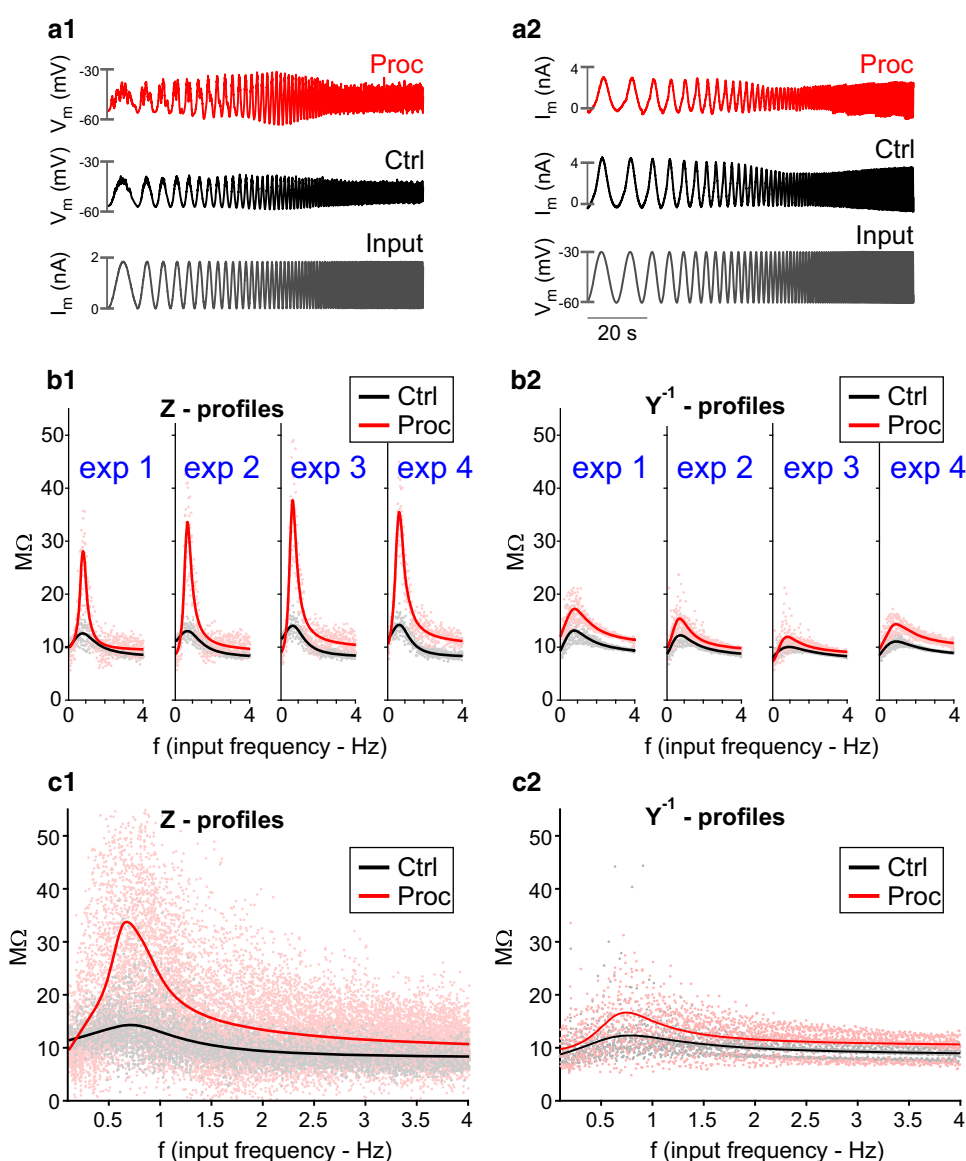 a1
-30
Proc
V_m (mV)
-60
-30
Ctrl
V_m (mV)
-60
2
Input
I_m (nA)
0
a2
4
Proc
I_m (nA)
0
4
Ctrl
I_m (nA)
0
-30
Input
V_m (mV)
-60
20 s
b1
Z - profiles
Ctrl
Proc
50
exp 1 exp 2 exp 3 exp 4
40
30
MΩ
20
10
0
0 4 0 4 0 4 0 4
f (input frequency - Hz)
b2
Y^-1 - profiles
Ctrl
Proc
50
exp 1 exp 2 exp 3 exp 4
40
30
MΩ
20
10
0
0 4 0 4 0 4 0 4
f (input frequency - Hz)
c1
Z - profiles
50
Ctrl
Proc
40
30
MΩ
20
10
0
0.5 1 1.5 2 2.5 3 3.5 4
f (input frequency - Hz)
c2
Y^-1 - profiles
50
Ctrl
Proc
40
30
MΩ
20
10
0
0.5 1 1.5 2 2.5 3 3.5 4
f (input frequency - Hz)